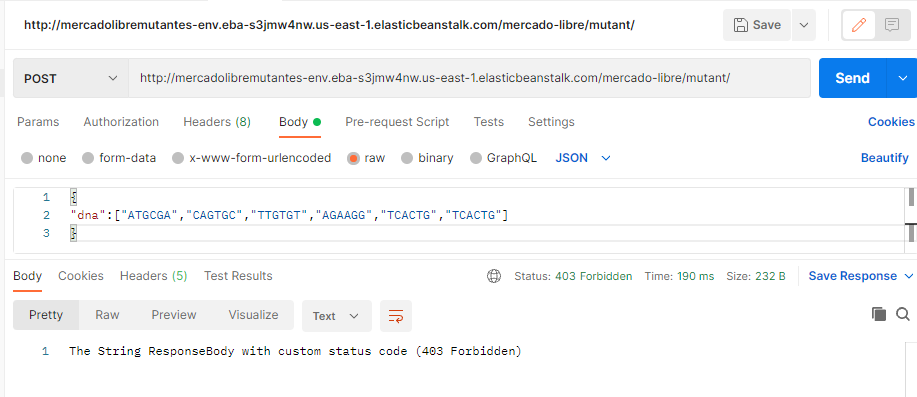 http://mercadolibremutantes-env.eba-s3jmw4nw.us-east-1.elasticbeanstalk.com/mercado-libre/mutant/ Save
POST http://mercadolibremutantes-env.eba-s3jmw4nw.us-east-1.elasticbeanstalk.com/mercado-libre/mutant/ Send
Params Authorization Headers (8) Body Pre-request Script Tests Settings Cookies
none form-data x-www-form-urlencoded raw binary GraphQL JSON Beautify
1 {
2 "dna":["ATGCGA","CAGTGC","TTGTGT","AGAAGG","TCACTG","TCACTG"]
3 }
Body Cookies Headers (5) Test Results Status: 403 Forbidden Time: 190 ms Size: 232 B Save Response
Pretty Raw Preview Visualize Text
1 The String ResponseBody with custom status code (403 Forbidden)